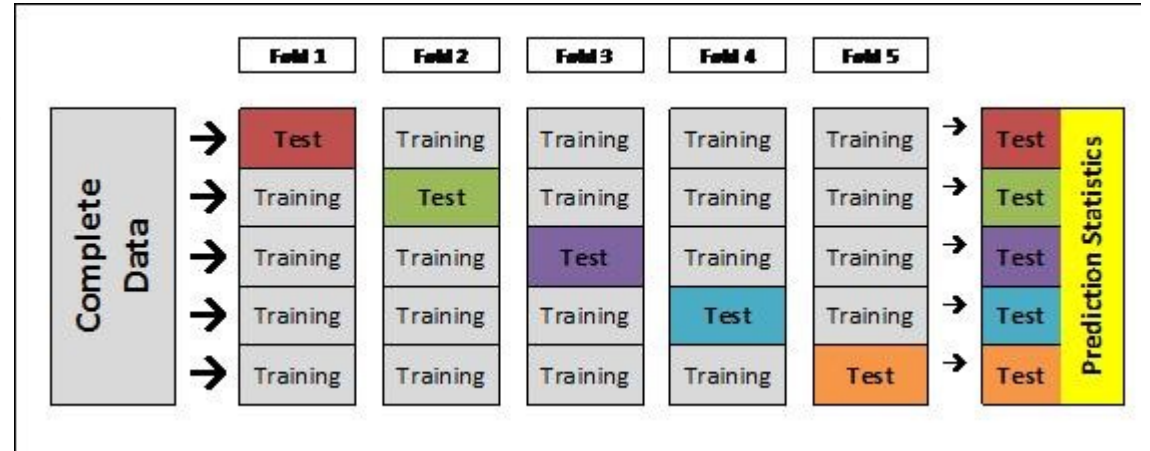 Fold 1 Fold 2 Fold 3 Fold 4 Fold 5
Complete
Data
Test Training Training Training Training Test
Training Test Training Training Training Test
Training Training Test Training Training Test
Training Training Training Test Training Test
Training Training Training Training Test Test
Prediction Statistics